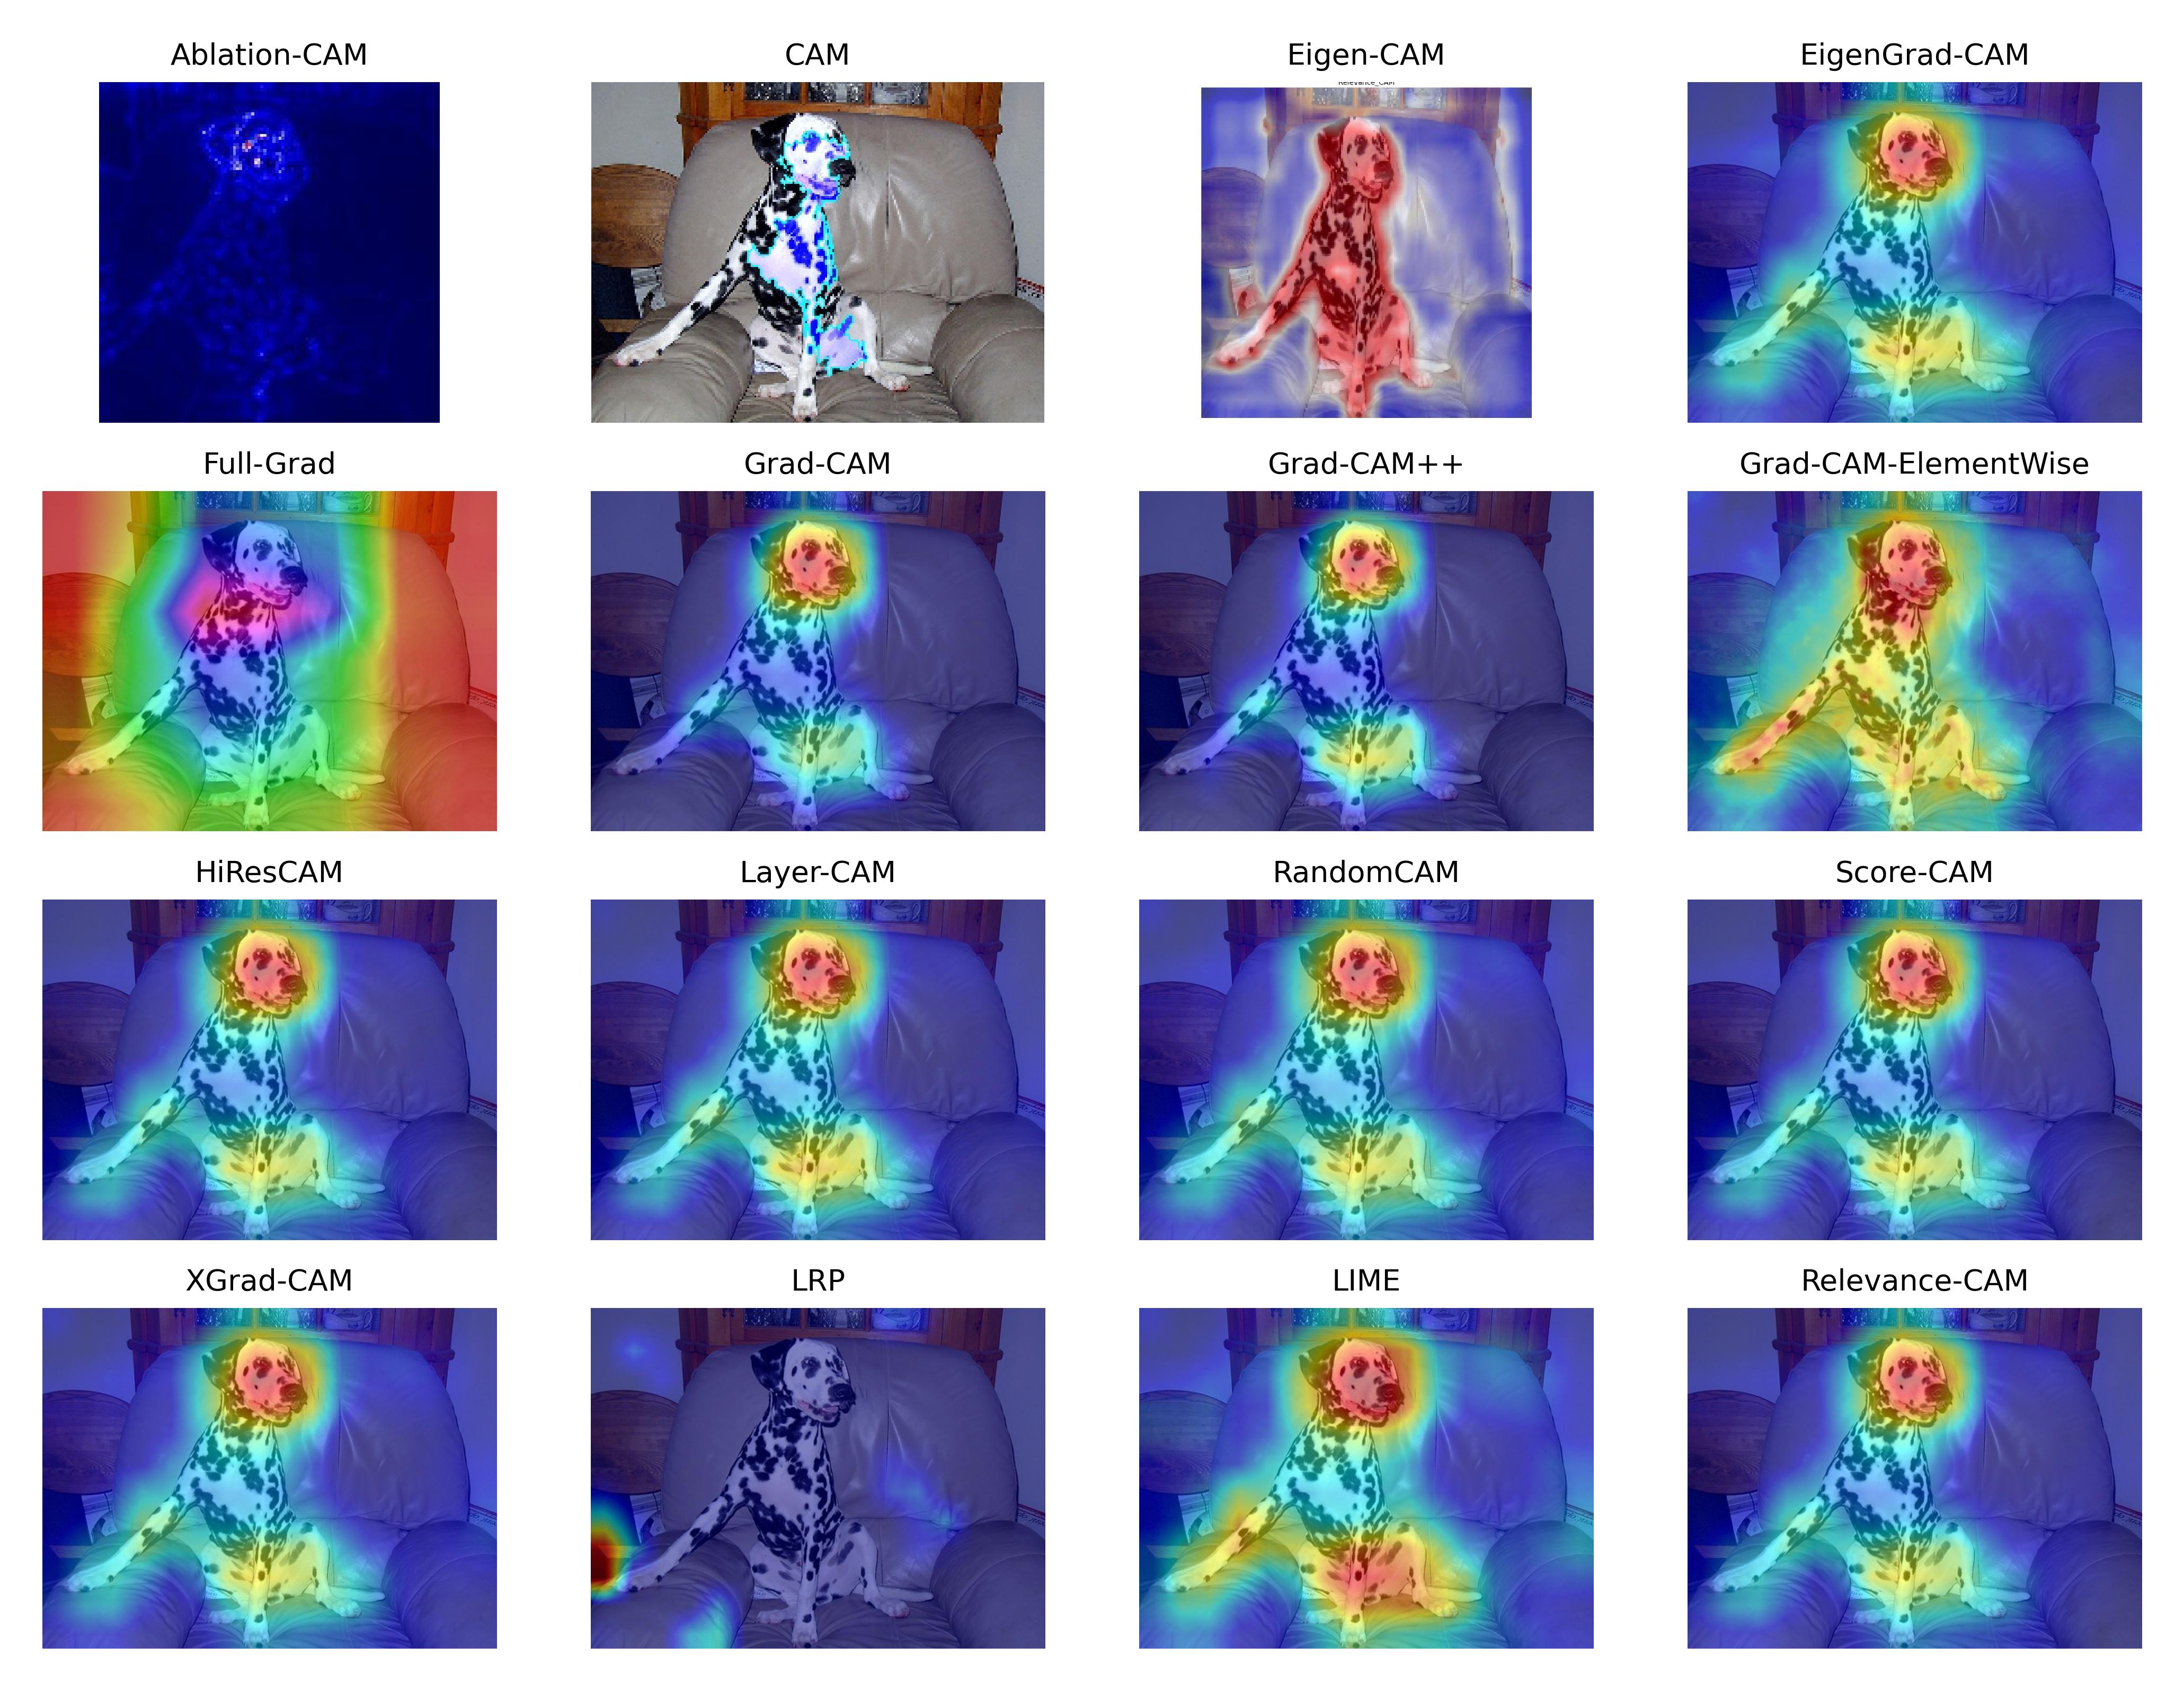 Ablation-CAM
CAM
Eigen-CAM
EigenGrad-CAM
Relevance_CAM
Full-Grad
Grad-CAM
Grad-CAM++
Grad-CAM-ElementWise
HiResCAM
Layer-CAM
RandomCAM
Score-CAM
XGrad-CAM
LRP
LIME
Relevance-CAM